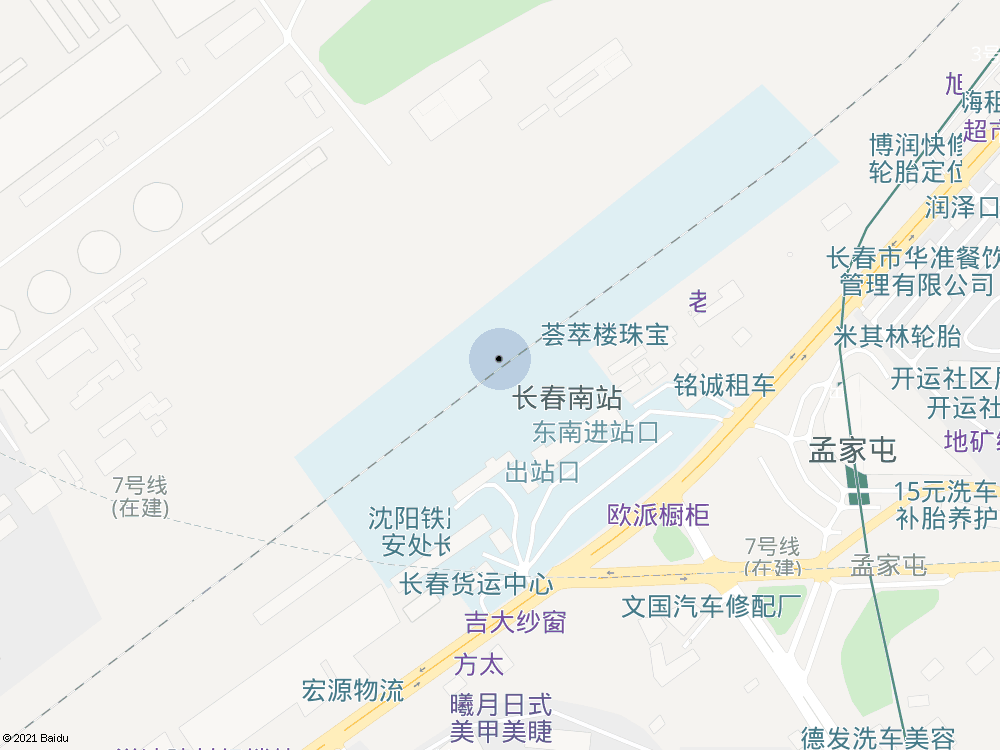 3号
旭
嗨租
超市
博润快修
轮胎定位
润泽口
长春市华准餐饮
管理有限公司
老
荟萃楼珠宝
米其林轮胎
铭诚租车
开运社区
长春南站
开运社
东南进站口
地矿
孟家屯
出站口
7号线
(在建)
15元洗车
补胎养护
沈阳铁
安处长
欧派橱柜
7号线
(在建)
孟家屯
长春货运中心
文国汽车修配厂
吉大纱窗
方太
宏源物流
曦月日式
美甲美睫
德发洗车美容
© 2021 Baidu